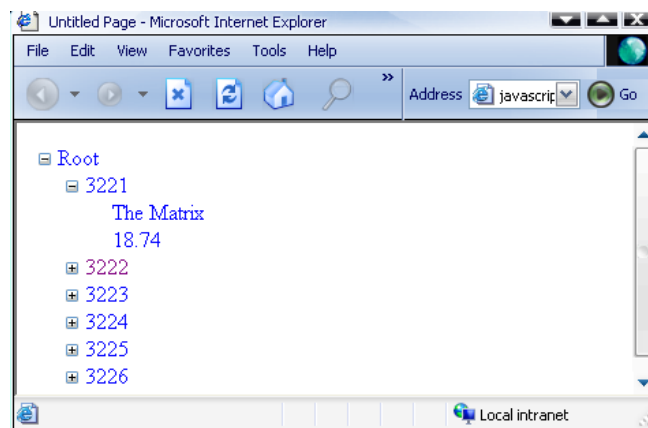 Untitled Page - Microsoft Internet Explorer
File Edit View Favorites Tools Help
» Address javascrip Go
Root
3221
The Matrix
18.74
3222
3223
3224
3225
3226
Local intranet